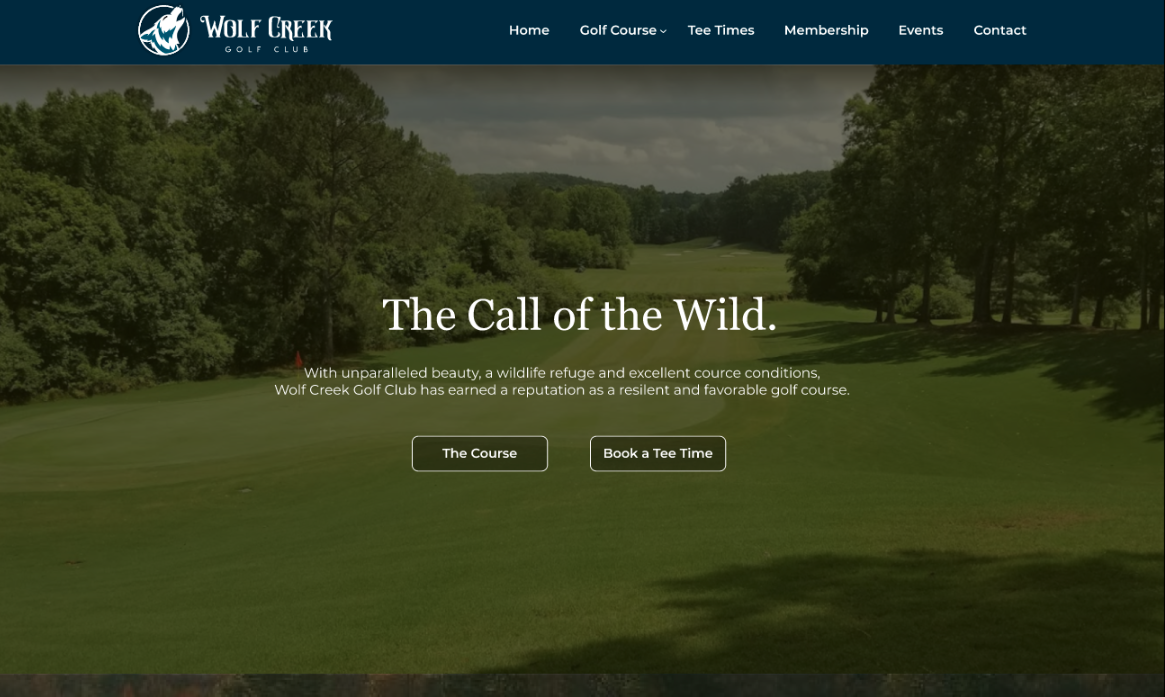 WOLF CREEK
GOLF CLUB
Home Golf Course Tee Times Membership Events Contact
The Call of the Wild.
With unparalleled beauty, a wildlife refuge and excellent cource conditions,
Wolf Creek Golf Club has earned a reputation as a resilent and favorable golf course.
The Course Book a Tee Time